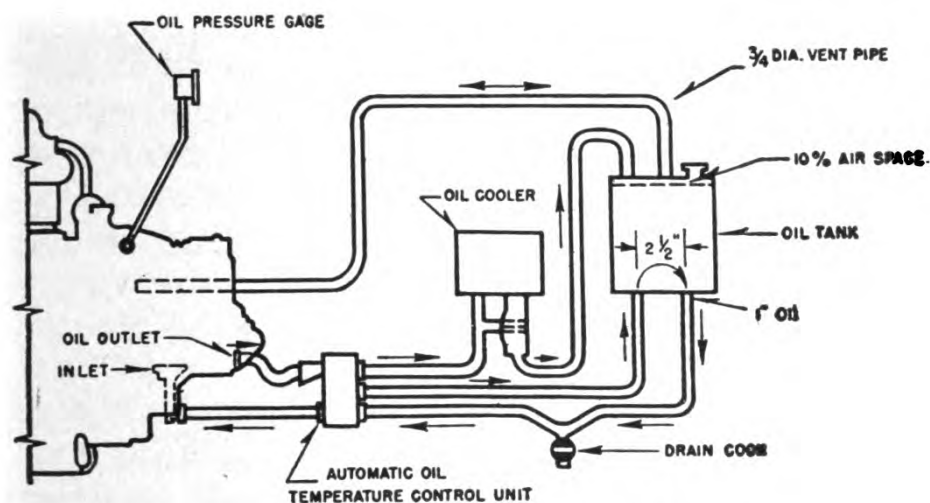 OIL PRESSURE GAGE
3/4 DIA. VENT PIPE
10% AIR SPACE.
OIL COOLER
OIL TANK
2 1/2"
1" OIL
OIL OUTLET
INLET
DRAIN COCK
AUTOMATIC OIL
TEMPERATURE CONTROL UNIT